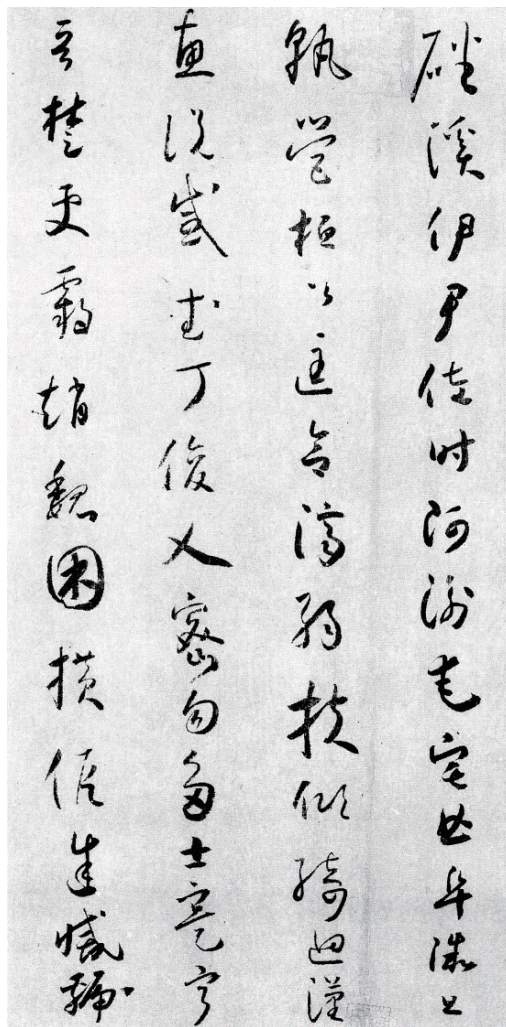 磻溪伊尹佐時阿衡奄宅曲阜微旦
孰營桓公匡合濟弱扶傾綺迴漢
惠說感武丁俊乂密勿多士寔寧
晉楚更霸趙魏困橫假途滅虢